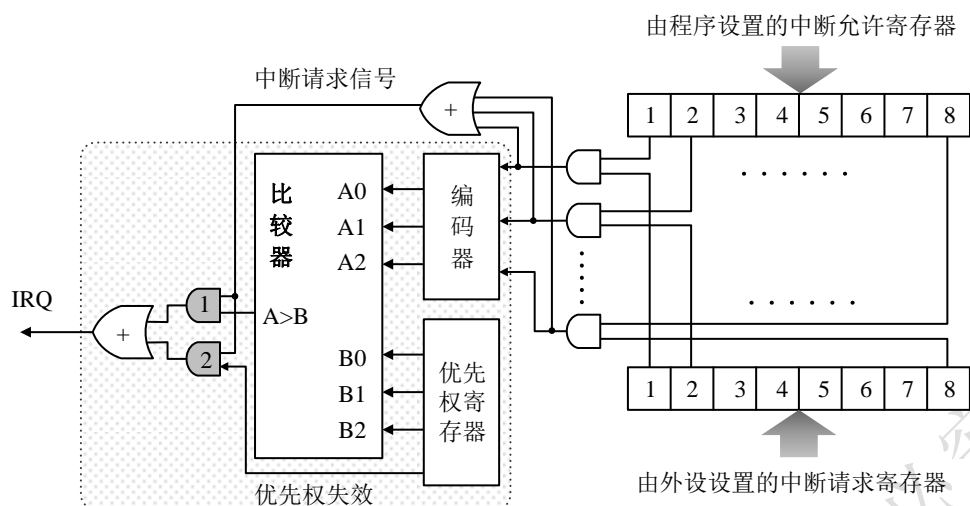 由程序设置的中断允许寄存器
中断请求信号
+
1 2 3 4 5 6 7 8
· · · · · ·
比较器
A0
A1
A2
编码器
IRQ
+
1
2
A>B
B0
B1
B2
优先权寄存器
· · · · · ·
1 2 3 4 5 6 7 8
优先权失效
由外设设置的中断请求寄存器